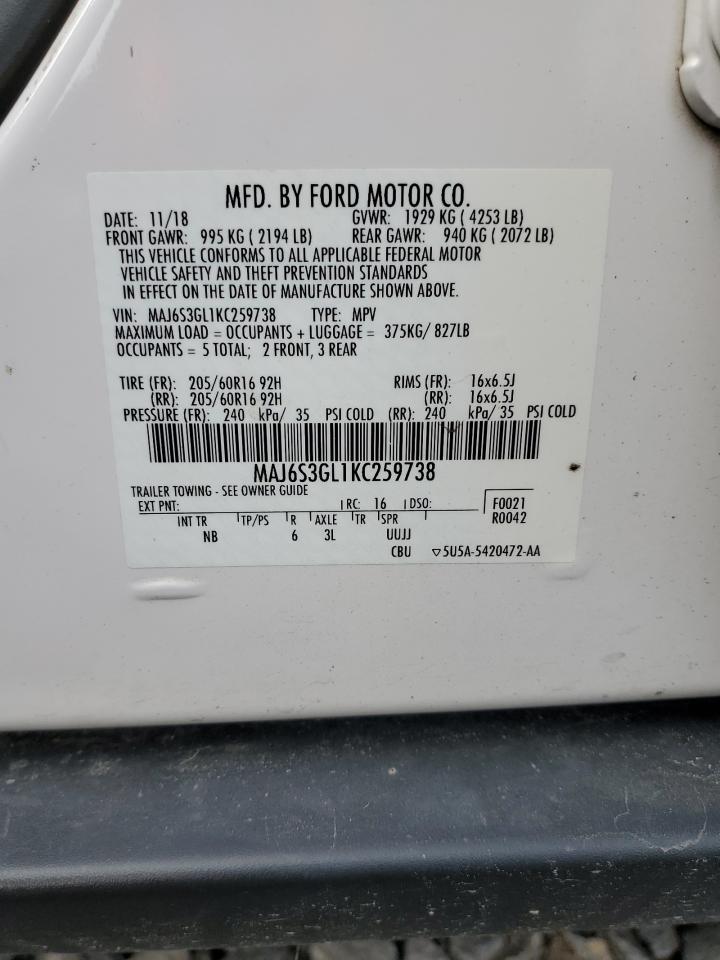 MFD. BY FORD MOTOR CO.
DATE: 11/18 GVWR: 1929 KG ( 4253 LB)
FRONT GAWR: 995 KG ( 2194 LB) REAR GAWR: 940 KG ( 2072 LB)
THIS VEHICLE CONFORMS TO ALL APPLICABLE FEDERAL MOTOR
VEHICLE SAFETY AND THEFT PREVENTION STANDARDS
IN EFFECT ON THE DATE OF MANUFACTURE SHOWN ABOVE.
VIN: MAJ6S3GL1KC259738 TYPE: MPV
MAXIMUM LOAD = OCCUPANTS + LUGGAGE = 375KG/ 827LB
OCCUPANTS = 5 TOTAL; 2 FRONT, 3 REAR
TIRE (FR): 205/60R16 92H RIMS (FR): 16x6.5J
(RR): 205/60R16 92H (RR): 16x6.5J
PRESSURE (FR): 240 kPa/ 35 PSI COLD (RR): 240 kPa/ 35 PSI COLD
MAJ6S3GL1KC259738
TRAILER TOWING - SEE OWNER GUIDE
EXT PNT: RC: 16 DSO: F0021
INT TR TP/PS R AXLE TR SPR R0042
NB 6 3L UUJJ
CBU ▽5U5A-5420472-AA